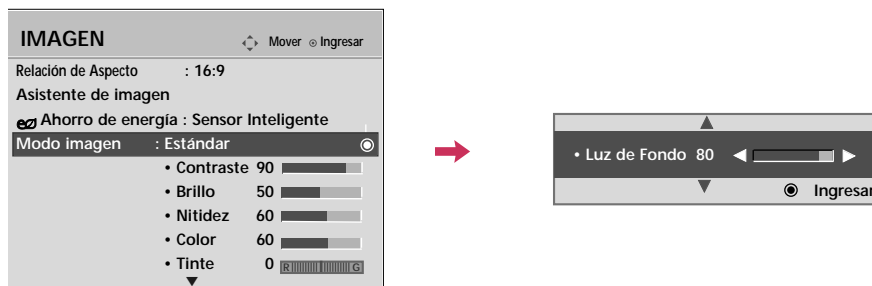 IMAGEN
Mover ⊙ Ingresar
Relación de Aspecto : 16:9
Asistente de imagen
Ahorro de energía : Sensor Inteligente
Modo imagen : Estándar
• Contraste 90
• Brillo 50
• Nitidez 60
• Color 60
• Tinte 0 R G
• Luz de Fondo 80
Ingresar